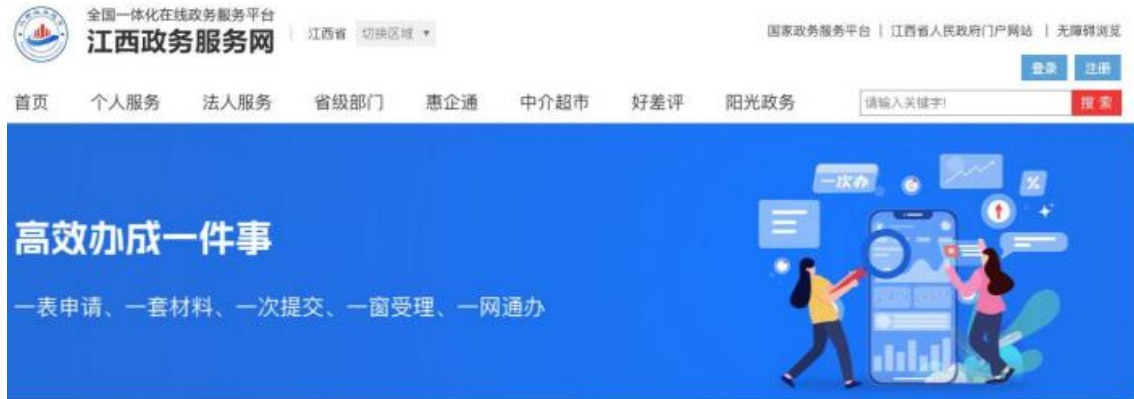 全国一体化在线政务服务平台
江西政务服务网
江西省 切换区域
国家政务服务平台 | 江西省人民政府门户网站 | 无障碍浏览
登录 注册
首页 个人服务 法人服务 省级部门 惠企通 中介超市 好差评 阳光政务
请输入关键字!
搜索
一次办
%
高效办成一件事
一表申请、一套材料、一次提交、一窗受理、一网通办